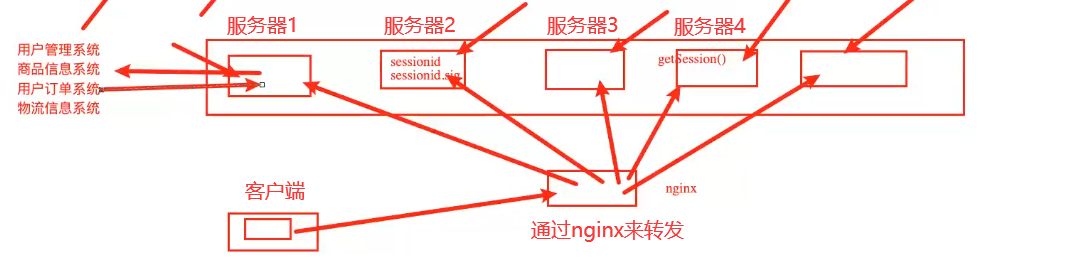 服务器1
服务器2
服务器3
服务器4
用户管理系统
商品信息系统
用户订单系统
物流信息系统
sessionid
sessionid.sig
getSession()
nginx
客户端
通过nginx来转发